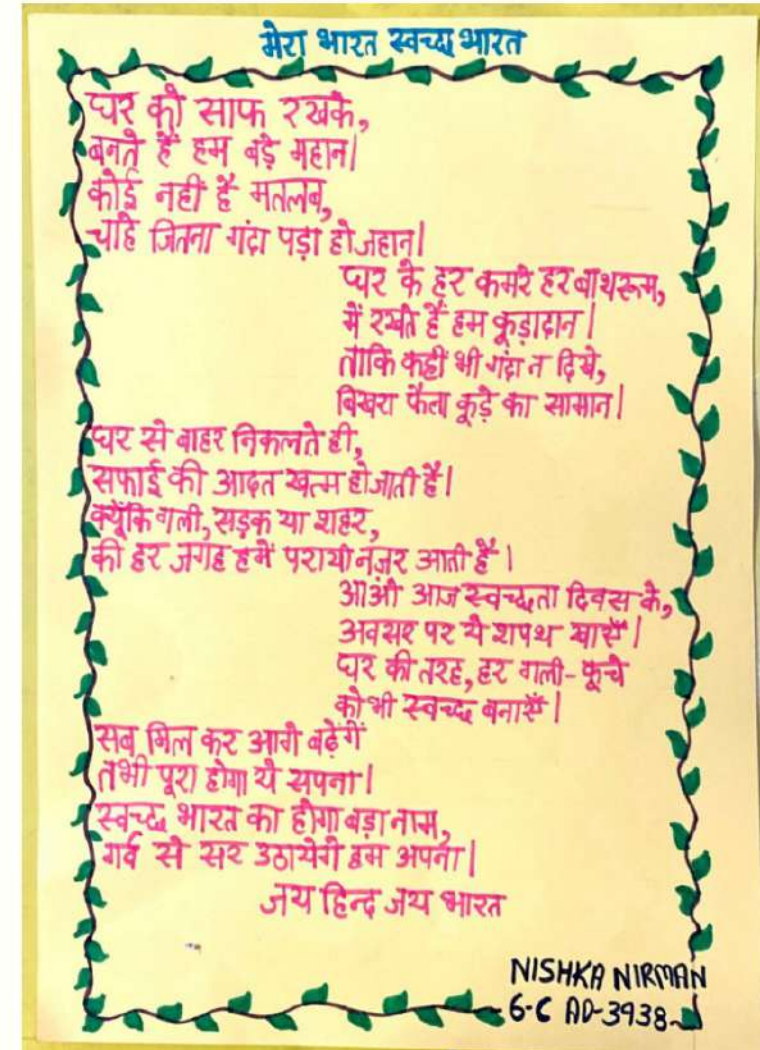 मेरा भारत स्वच्छ भारत
घर को साफ रखके,
बनते हैं हम बड़े महान।
कोई नहीं है मतलब,
चाहे जितना गंदा पड़ा हो जहान।
घर के हर कमरे हर बाथरूम,
में रखते हैं हम कूड़ादान।
ताकि कहीं भी गंदा न दिखे,
बिखरा फैला कूड़े का सामान।
घर से बाहर निकलते ही,
सफाई की आदत खत्म हो जाती है।
क्यूँकि गली, सड़क या शहर,
की हर जगह हमें परायी नज़र आती है।
आओ आज स्वच्छता दिवस के,
अवसर पर ये शपथ खाएँ।
घर की तरह, हर गली-कूचे
को भी स्वच्छ बनाएँ।
सब मिल कर आगे बढ़ेंगें
तभी पूरा होगा ये सपना।
स्वच्छ भारत का होगा बड़ा नाम,
गर्व से सर उठायेगें हम अपना।
जय हिन्द जय भारत
NISHKA NIRMAN
6-C AD-3938